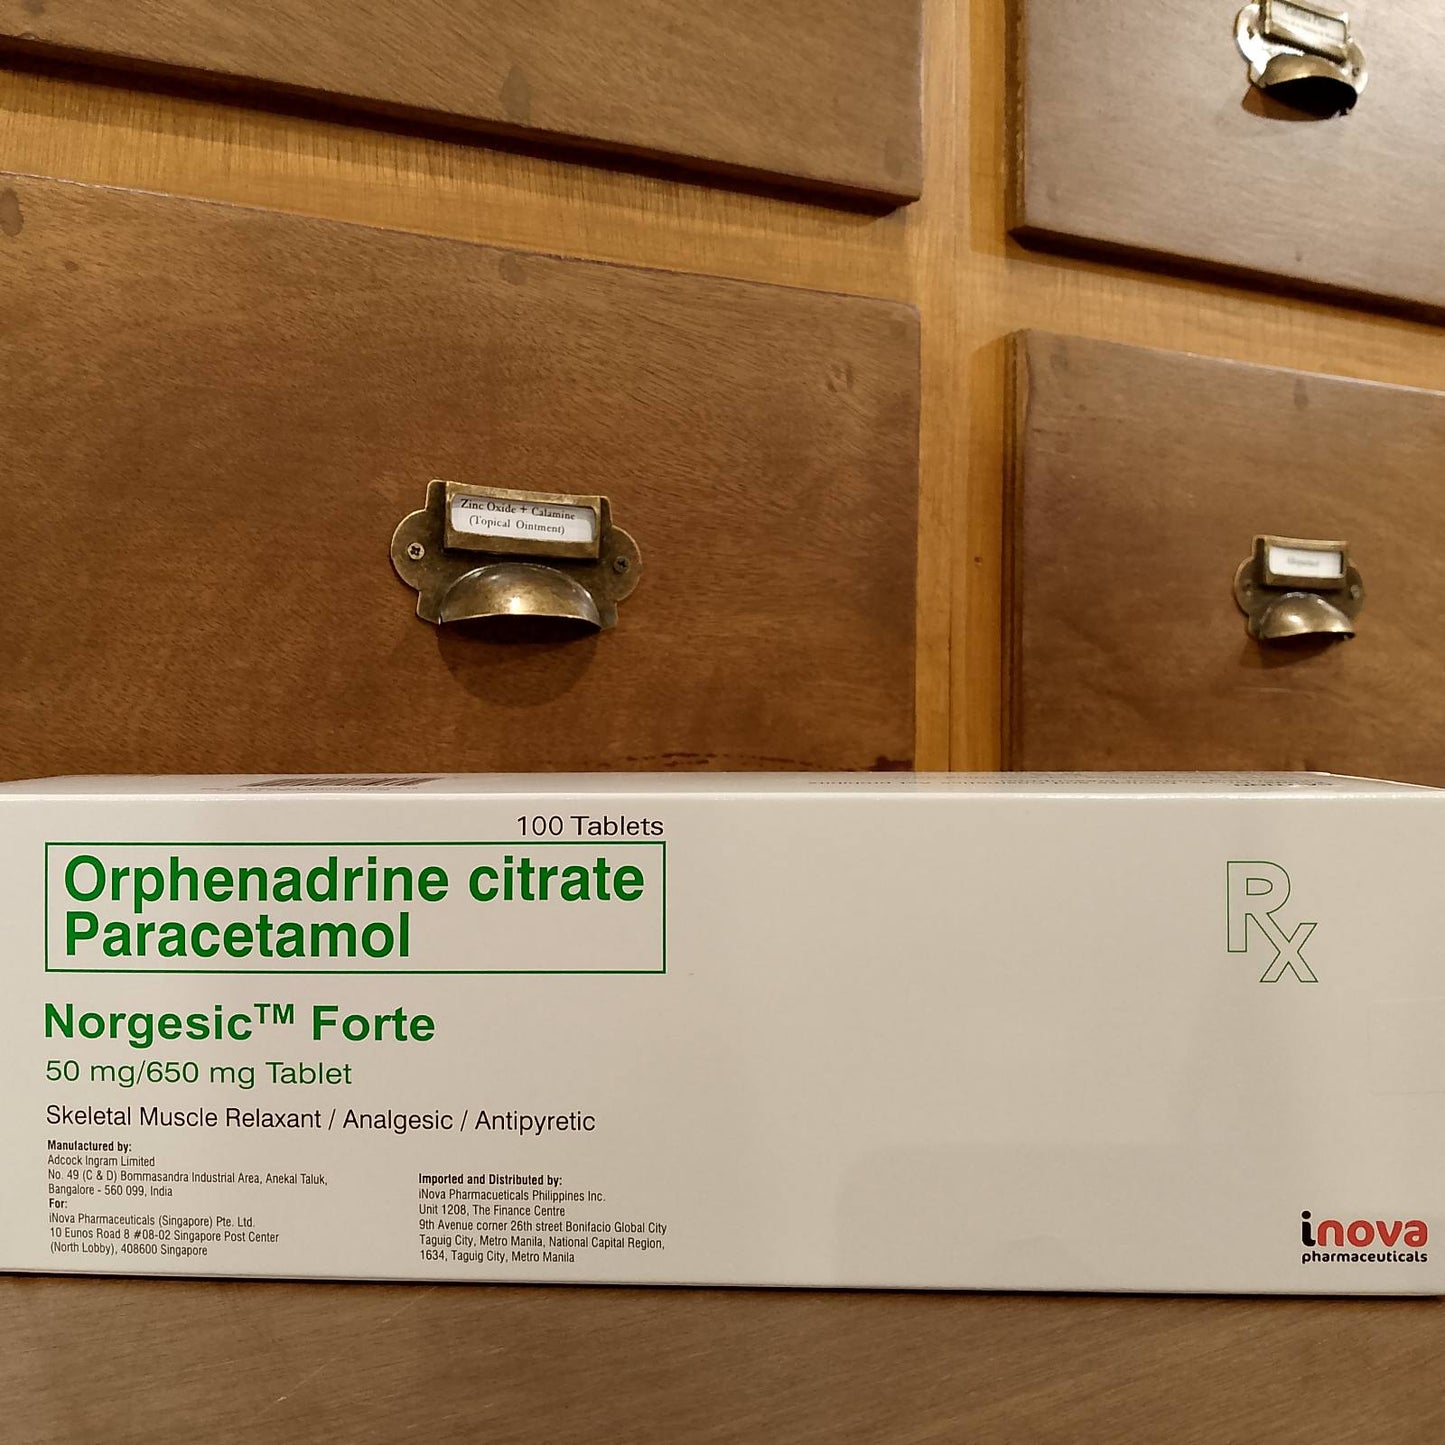 Zinc Oxide + Calamine
(Topical Ointment)
100 Tablets
Orphenadrine citrate
Paracetamol
Norgesic™ Forte
50 mg/650 mg Tablet
Skeletal Muscle Relaxant / Analgesic / Antipyretic
Manufactured by:
Adcock Ingram Limited
No. 49 (C & D) Bommasandra Industrial Area, Anekal Taluk,
Bangalore - 560 099, India
For:
iNova Pharmaceuticals (Singapore) Pte. Ltd.
10 Eunos Road 8 #08-02 Singapore Post Center
(North Lobby), 408600 Singapore
Imported and Distributed by:
iNova Pharmacueticals Philippines Inc.
Unit 1208, The Finance Centre
9th Avenue corner 26th street Bonifacio Global City
Taguig City, Metro Manila, National Capital Region,
1634, Taguig City, Metro Manila
Rx
inova
pharmaceuticals